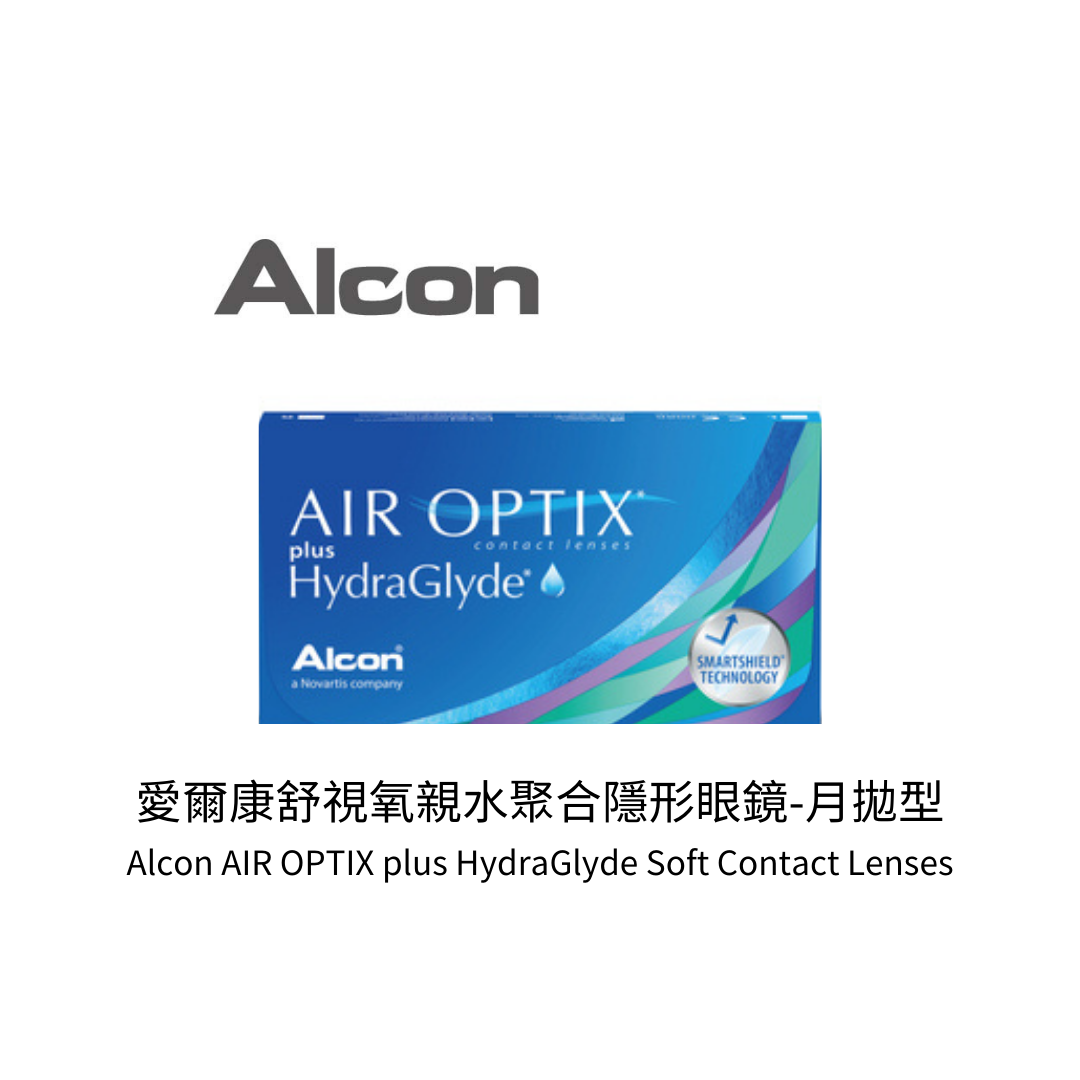 Alcon
AIR OPTIX®
contact lenses
plus
HydraGlyde®
Alcon®
a Novartis company
SMARTSHIELD™
TECHNOLOGY
愛爾康舒視氧親水聚合隱形眼鏡-月拋型
Alcon AIR OPTIX plus HydraGlyde Soft Contact Lenses